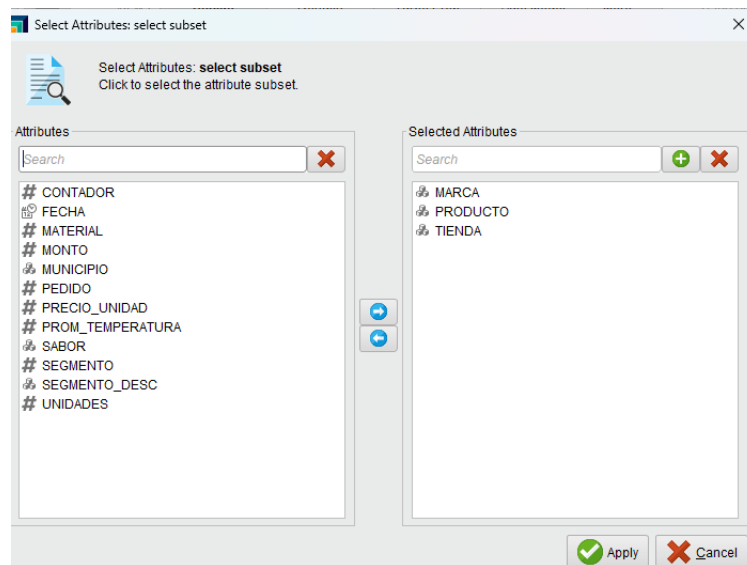 Select Attributes: select subset
Select Attributes: select subset
Click to select the attribute subset.
Attributes
Search
CONTADOR
FECHA
MATERIAL
MONTO
MUNICIPIO
PEDIDO
PRECIO_UNIDAD
PROM_TEMPERATURA
SABOR
SEGMENTO
SEGMENTO_DESC
UNIDADES
Selected Attributes
Search
MARCA
PRODUCTO
TIENDA
Apply
Cancel